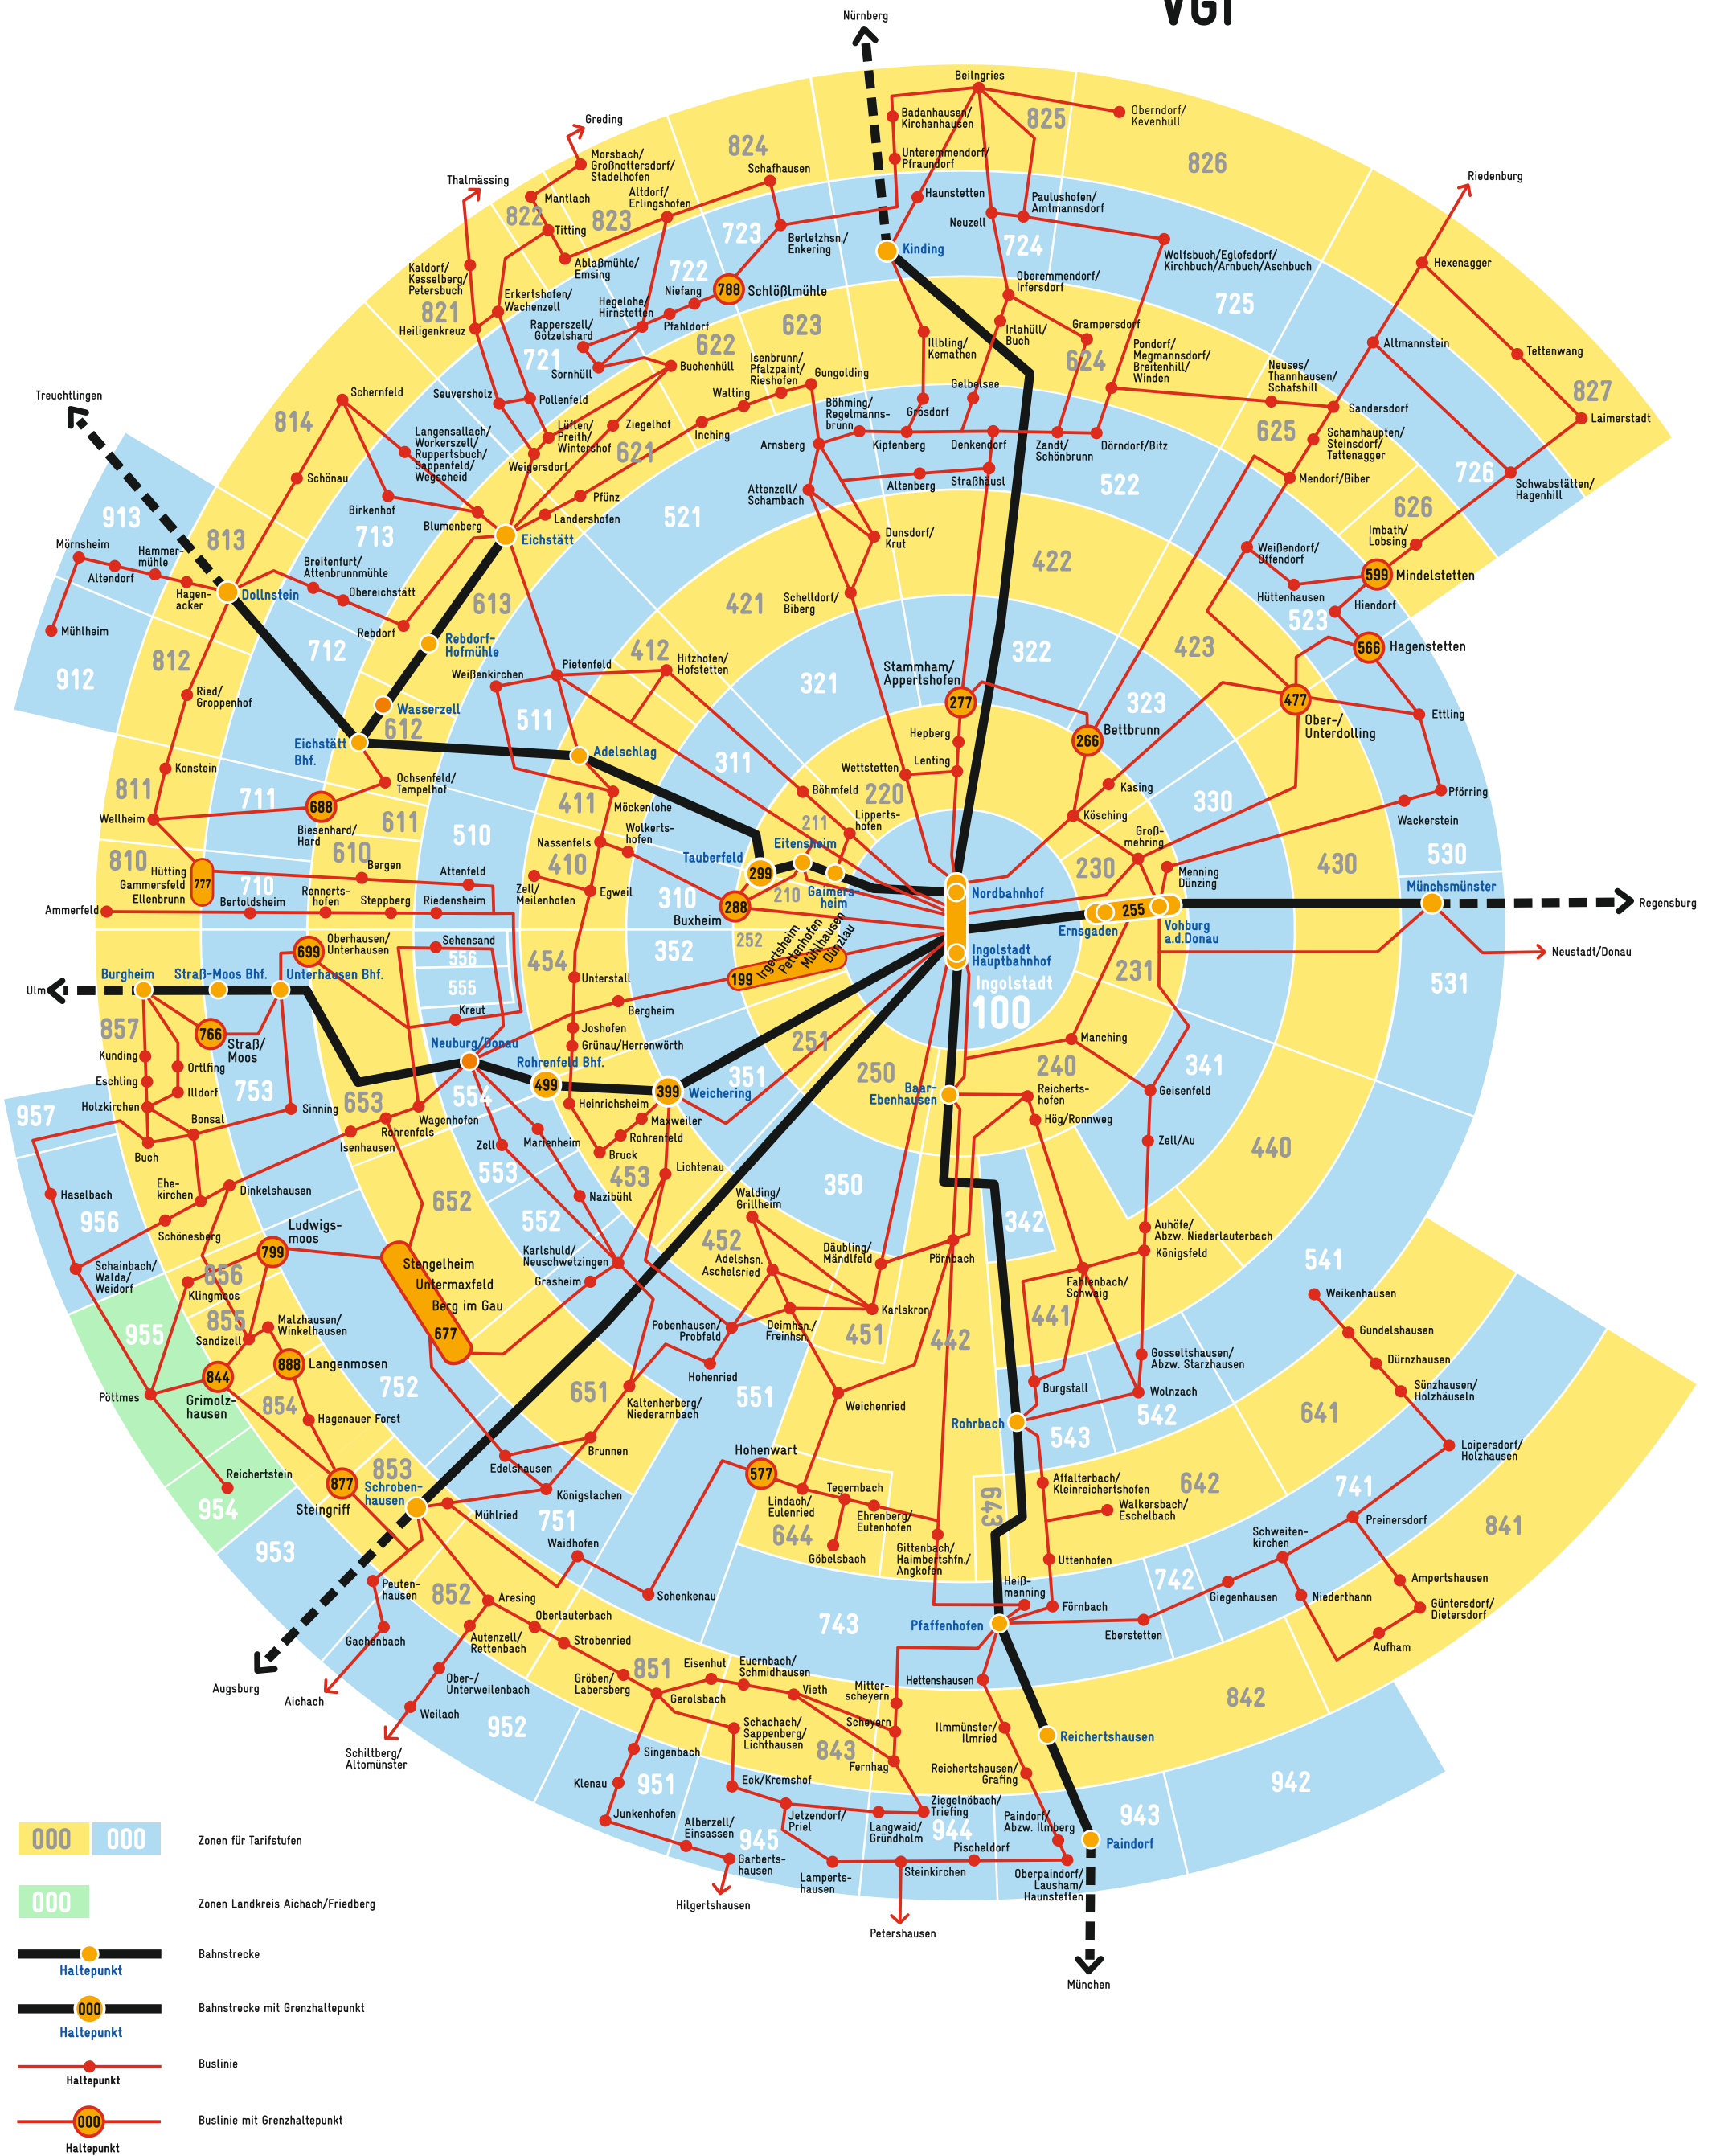 VGI
Nürnberg
Beilngries
Badanhausen/
Kirchanhausen
825
Oberndorf/
Kevenhüll
Greding
Morsbach/
Großnottersdorf/
Stadelhofen
824
Schafhausen
Unteremmendorf/
Pfraundorf
826
Thalmässing
Mantlach
822
Titting
823
Altdorf/
Erlingshofen
Haunstetten
Neuzell
Paulushofen/
Amtmannsdorf
Riedenburg
723
Berletzhsn./
Enkering
Kinding
724
Wolfsbuch/Eglofsdorf/
Kirchbuch/Arnbuch/Aschbuch
Hexenagger
Kaldorf/
Kesselberg/
Petersbuch
Ablaßmühle/
Emsing
722
Niefang
788
Schlößlmühle
Oberemmendorf/
Irfersdorf
725
821
Erkertshofen/
Wachenzell
Hegelohe/
Hirnstetten
Pfahldorf
623
Heiligenkreuz
Rapperszell/
Götzelshard
622
Illbling/
Kemathen
Irlahüll/
Buch
Grampersdorf
624
Pondorf/
Megmannsdorf/
Breitenhill/
Winden
Altmannstein
Tettenwang
721
Sornhüll
Buchenhüll
Isenbrunn/
Pfalzpaint/
Rieshofen
Gungolding
Neuses/
Thannhausen/
Schafshill
827
Treuchtlingen
Schernfeld
Seuversholz
Pollenfeld
Walting
Böhming/
Regelmanns-
brunn
Grösdorf
Gelbelsee
Sandersdorf
Laimerstadt
814
Langensallach/
Workerszell/
Ruppertsbuch/
Sappenfeld/
Wegscheid
Lüften/
Preith/
Wintershof
Ziegelhof
Inching
Arnsberg
Kipfenberg
Denkendorf
Zandt/
Schönbrunn
Dörndorf/Bitz
625
Schamhaupten/
Steinsdorf/
Tettenagger
Weigersdorf
621
Schönau
Birkenhof
Pfünz
Attenzell/
Schambach
Altenberg
Straßhäusl
522
Mendorf/Biber
726
Schwabstätten/
Hagenhill
913
713
Blumenberg
Landershofen
521
626
Eichstätt
Dunsdorf/
Krut
Imbath/
Lobsing
Mörnsheim
Hammer-
mühle
813
Breitenfurt/
Attenbrunnmühle
422
Weißendorf/
Offendorf
599
Mindelstetten
Altendorf
Hagen-
acker
Dollnstein
Obereichstätt
613
421
Schelldorf/
Biberg
Hüttenhausen
Hiendorf
Mühlheim
Rebdorf
Rebdorf-
Hofmühle
523
566
Hagenstetten
912
812
712
412
Hitzhofen/
Hofstetten
322
423
Weißenkirchen
Pietenfeld
Stammham/
Appertshofen
277
321
Ried/
Groppenhof
Wasserzell
612
511
323
477
Ober-/
Unterdolling
Ettling
Eichstätt
Bhf.
Adelschlag
Hepberg
266
Bettbrunn
Konstein
Ochsenfeld/
Tempelhof
311
Wettstetten
Lenting
811
711
688
411
Möckenlohe
Böhmfeld
220
Kasing
330
Pförring
Wellheim
Biesenhard/
Hard
611
510
Wolkerts-
hofen
211
Lipperts-
hofen
Kösching
Wackerstein
810
610
Nassenfels
Tauberfeld
Eitensheim
Groß-
mehring
530
Hütting
Gammersfeld
Ellenbrunn
777
Bergen
Attenfeld
410
299
230
Menning
Dünzing
430
710
Bertoldsheim
Renners-
hofen
Steppberg
Riedensheim
Zell/
Meilenhofen
Egweil
310
288
210
Gaimers-
heim
Nordbahnhof
Münchsmünster
Ammerfeld
Buxheim
255
Regensburg
699
Oberhausen/
Unterhausen
Sehensand
556
454
352
252
Irgertsheim
Pettenhofen
Mühlhausen
Dünzlau
Ernsgaden
Vohburg
a.d.Donau
Neustadt/Donau
Burgheim
Straß-Moos Bhf.
Unterhausen Bhf.
Unterstall
199
Ingolstadt
Hauptbahnhof
231
531
Ulm
555
Ingolstadt
100
857
766
Straß/
Moos
Kreut
Bergheim
Joshofen
Neuburg/Donau
Grünau/Herrenwörth
251
Manching
Kunding
Ortlfing
Rohrenfeld Bhf.
351
250
240
341
Eschling
Illdorf
753
499
399
Weichering
Baar-
Ebenhausen
Reicherts-
hofen
Geisenfeld
957
Holzkirchen
Bonsal
Sinning
653
554
Heinrichsheim
Maxweiler
Hög/Ronnweg
Wagenhofen
Rohrenfels
Buch
Isenhausen
Zell
Marienheim
Rohrenfeld
Bruck
Zell/Au
440
Haselbach
Ehe-
kirchen
Dinkelshausen
553
453
Lichtenau
350
956
Schönesberg
652
Nazibühl
552
Walding/
Grillheim
342
Ludwigs-
moos
799
452
Däubling/
Mändlfeld
Pörnbach
Auhöfe/
Abzw. Niederlauterbach
Königsfeld
541
Schainbach/
Walda/
Weidorf
856
Klingmoos
Stengelheim
Untermaxfeld
Berg im Gau
677
Karlshuld/
Neuschwetzingen
Grasheim
Adelshsn.
Aschelsried.
Fahlenbach/
Schwaig
Weikenhausen
955
855
Sandizell
Malzhausen/
Winkelhausen
Pobenhausen/
Probfeld
Deimhsn./
Freinhsn.
Karlskron
451
442
441
Gundelshausen
888
Langenmosen
Gosseltshausen/
Abzw. Starzhausen
Dürnzhausen
Pöttmes
844
Grimolz-
hausen
854
752
Hohenried
651
551
Burgstall
Wolnzach
Sünzhausen/
Holzhäuseln
Hagenauer Forst
Kaltenherberg/
Niederarnbach
Weichenried
Rohrbach
543
542
641
Brunnen
Hohenwart
Loipersdorf/
Holzhausen
Reichertstein
853
Edelshausen
577
954
877
Steingriff
Schroben-
hausen
Königslachen
Lindach/
Eulenried
Tegernbach
643
Affalterbach/
Kleinreichertshofen
642
741
Mühlried
751
644
Ehrenberg/
Eutenhofen
Walkersbach/
Eschelbach
Preinersdorf
841
953
Waidhofen
Göbelsbach
Gittenbach/
Haimbertshfn./
Angkofen
Uttenhofen
Schweiten-
kirchen
Peuten-
hausen
852
Aresing
Schenkenau
Heiß-
manning
742
Giegenhausen
Niederthann
Ampertshausen
Oberlauterbach
743
Pfaffenhofen
Förnbach
Eberstetten
Güntersdorf/
Dietersdorf
Gachenbach
Autenzell/
Rettenbach
Strobenried
Aufham
Augsburg
Aichach
Ober-/
Unterweilenbach
Gröben/
Labersberg
851
Eisenhut
Euernbach/
Schmidhausen
Mitter-
scheyern
Hettenshausen
842
Weilach
952
Gerolsbach
Vieth
Scheyern
Ilmmünster/
Ilmried
Reichertshausen
Schiltberg/
Altomünster
Schachach/
Sappenberg/
Lichthausen
843
Singenbach
Fernhag
Reichertshausen/
Grafing
Klenau
951
Eck/Kremshof
942
Junkenhofen
Jetzendorf/
Priel
Langwaid/
Gründholm
Ziegelnöbach/
Triefing
Paindorf/
Abzw. Ilmberg
943
Alberzell/
Einsassen
945
944
Paindorf
Garberts-
hausen
Lamperts-
hausen
Steinkirchen
Pischeldorf
Oberpaindorf/
Lausham/
Haunstetten
Hilgertshausen
Petershausen
München
000
000
Zonen für Tarifstufen
000
Zonen Landkreis Aichach/Friedberg
Bahnstrecke
Haltepunkt
000
Bahnstrecke mit Grenzhaltepunkt
Haltepunkt
Buslinie
Haltepunkt
000
Buslinie mit Grenzhaltepunkt
Haltepunkt